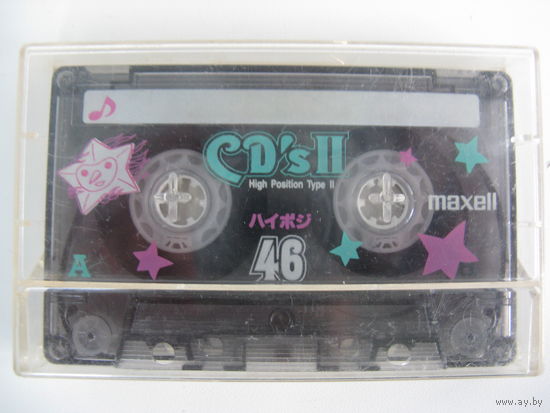 CD's II
High Position Type II
maxell
ハイポジ
46
A
www.ay.by